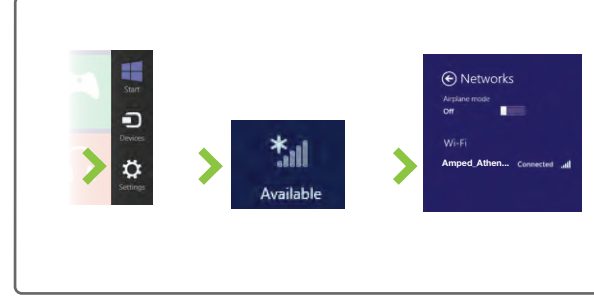 Start
Devices
Settings
Available
Networks
Airplane mode
Off
Wi-Fi
Amped_Athen... Connected